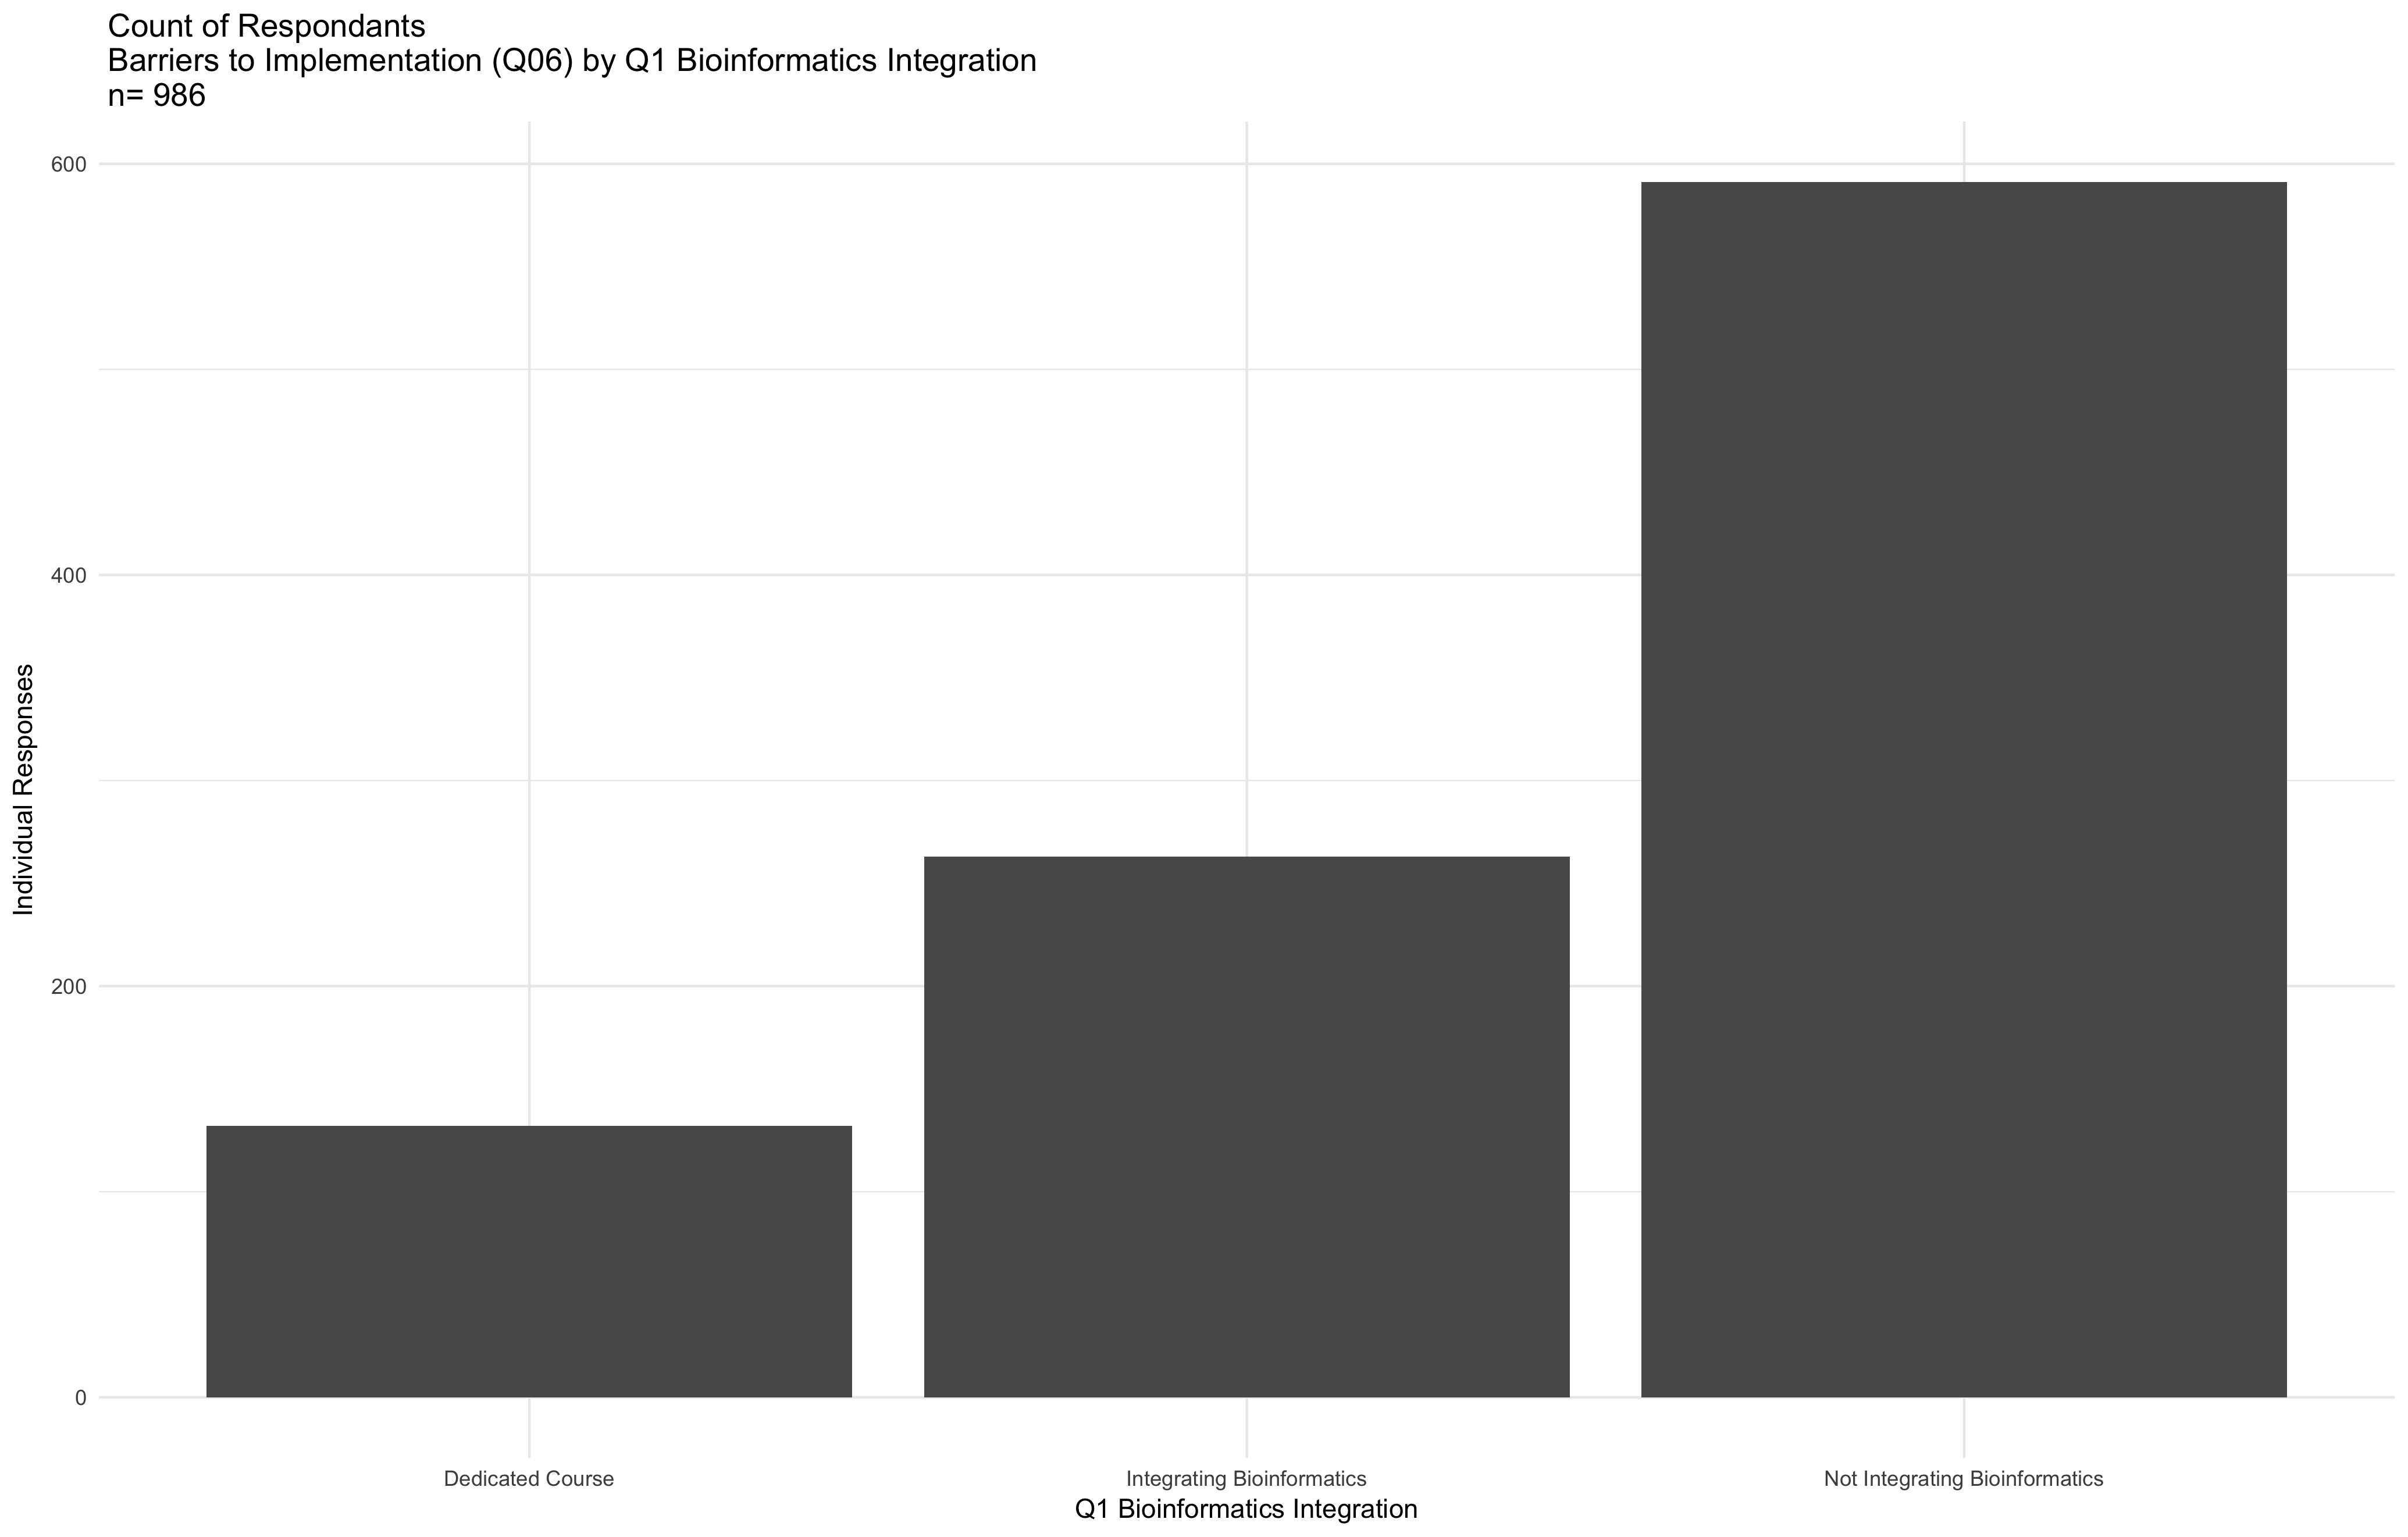 Count of Respondants
Barriers to Implementation (Q06) by Q1 Bioinformatics Integration
n= 986
600
400
200
0
Individual Responses
Dedicated Course
Integrating Bioinformatics
Not Integrating Bioinformatics
Q1 Bioinformatics Integration